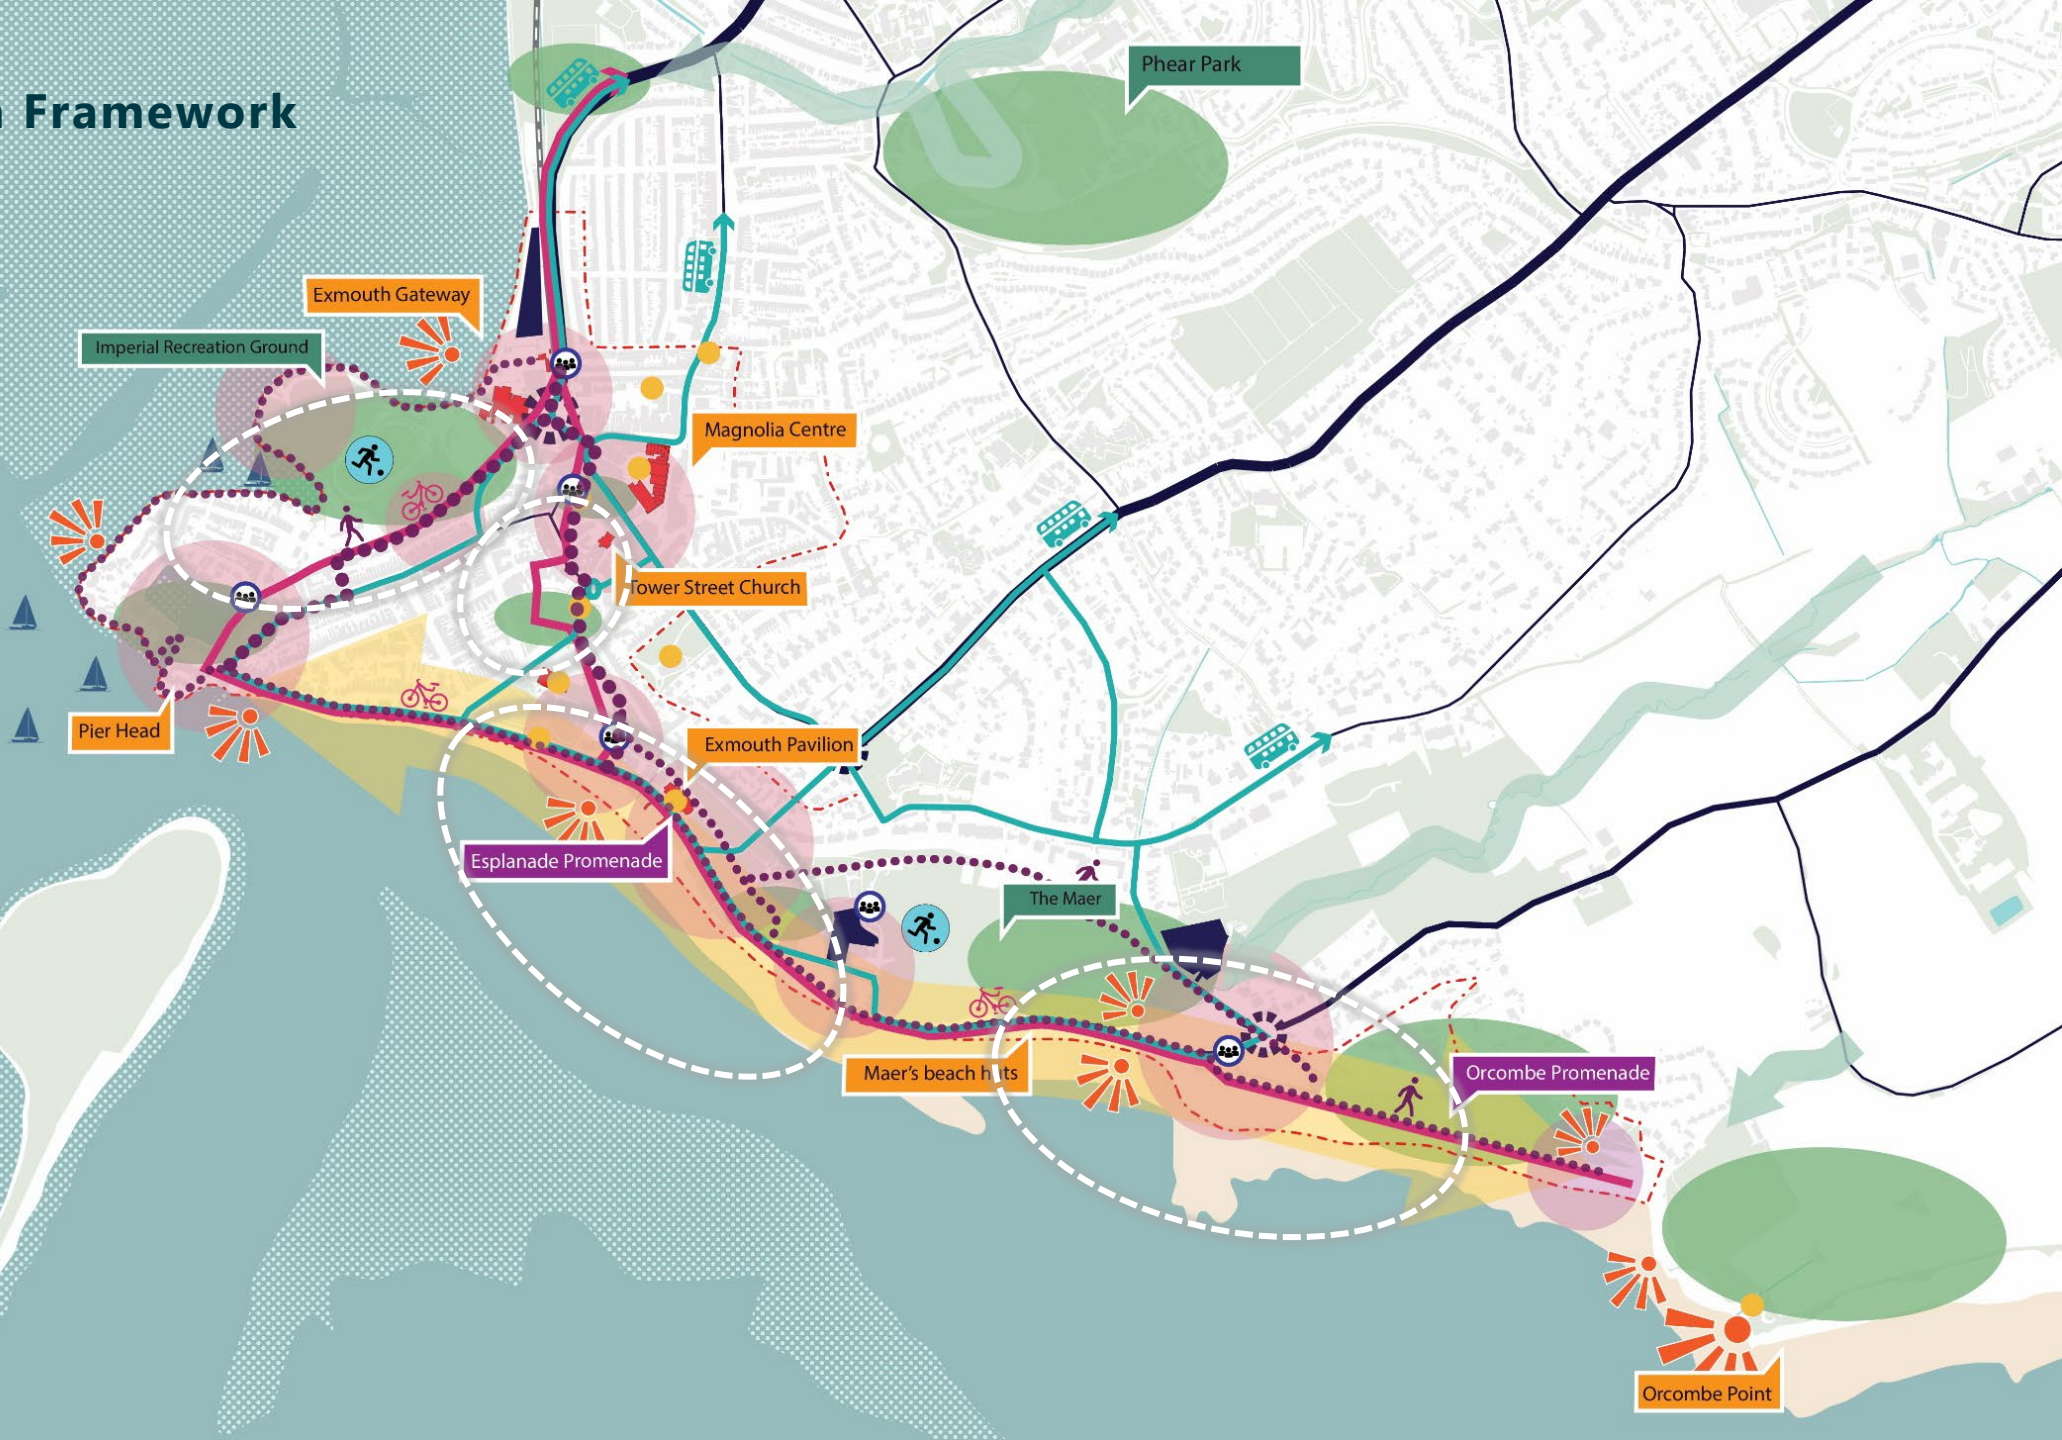 Framework
Phear Park
Exmouth Gateway
Imperial Recreation Ground
Magnolia Centre
Tower Street Church
Pier Head
Exmouth Pavilion
Esplanade Promenade
The Maer
Maer's beach huts
Orcombe Promenade
Orcombe Point